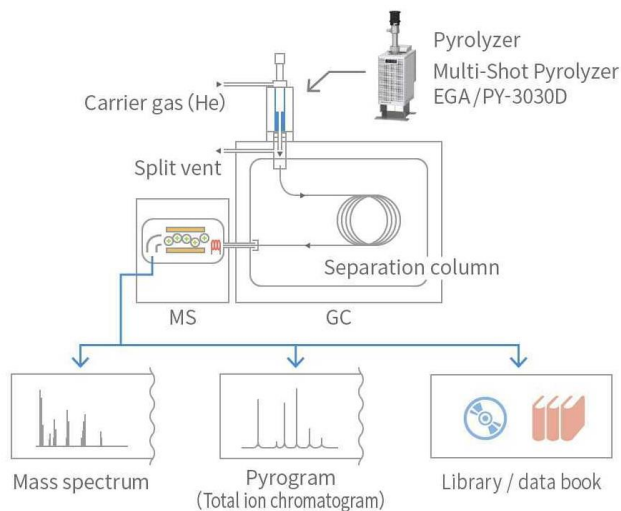 Pyrolyzer
Multi-Shot Pyrolyzer
EGA/PY-3030D
Carrier gas (He)
Split vent
Separation column
MS
GC
Mass spectrum
Pyrogram
(Total ion chromatogram)
Library / data book